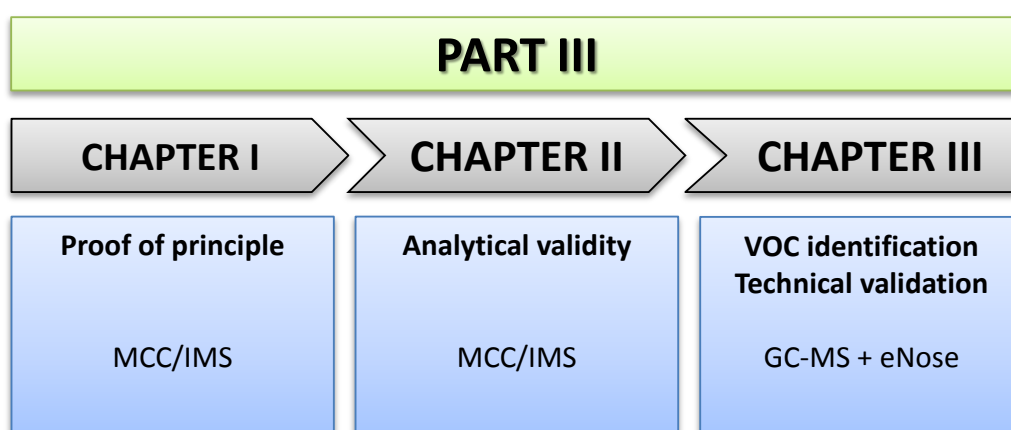 PART III
CHAPTER I
CHAPTER II
CHAPTER III
Proof of principle
MCC/IMS
Analytical validity
MCC/IMS
VOC identification
Technical validation
GC-MS + eNose